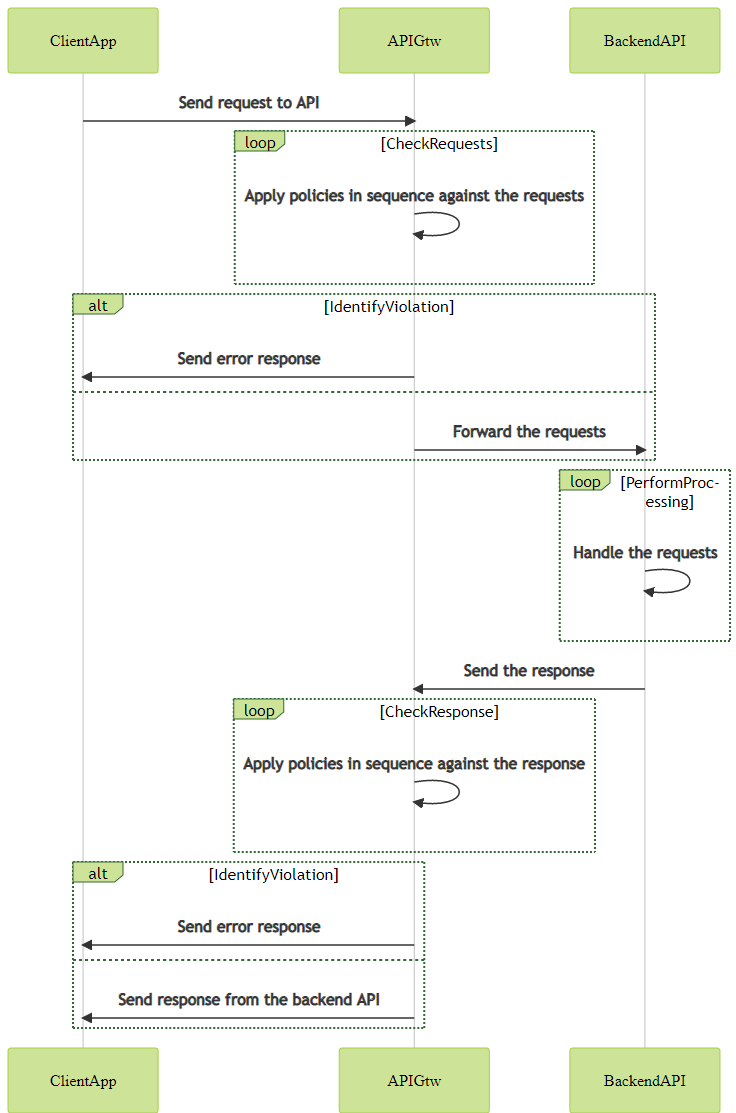 ClientApp
APIGtw
BackendAPI
Send request to API
loop
[CheckRequests]
Apply policies in sequence against the requests
alt
[IdentifyViolation]
Send error response
Forward the requests
loop
[PerformProc-
essing]
Handle the requests
Send the response
loop
[CheckResponse]
Apply policies in sequence against the response
alt
[IdentifyViolation]
Send error response
Send response from the backend API
ClientApp
APIGtw
BackendAPI